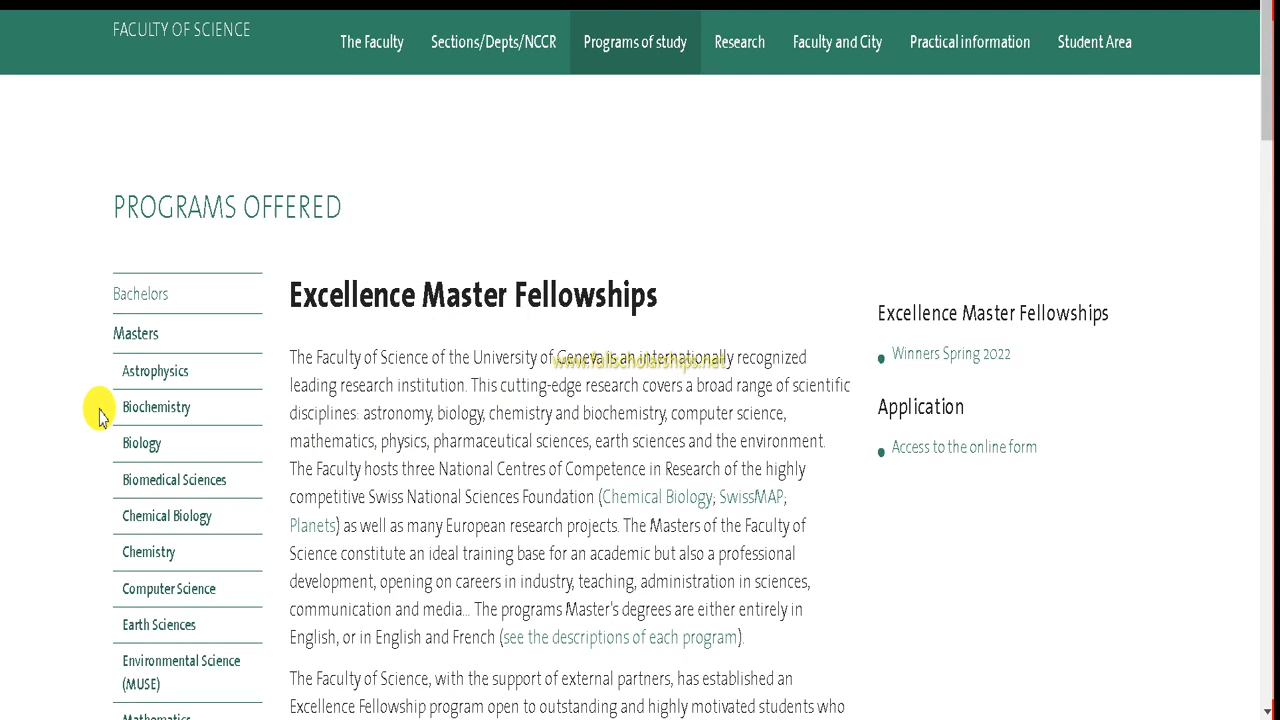 FACULTY OF SCIENCE
The Faculty
Sections/Depts/NCCR
Programs of study
Research
Faculty and City
Practical information
Student Area
PROGRAMS OFFERED
Bachelors
Masters
Astrophysics
Biochemistry
Biology
Biomedical Sciences
Chemical Biology
Chemistry
Computer Science
Earth Sciences
Environmental Science
(MUSE)
Mathematics
Excellence Master Fellowships
The Faculty of Science of the University of Geneva is an internationally recognized
leading research institution. This cutting-edge research covers a broad range of scientific
disciplines: astronomy, biology, chemistry and biochemistry, computer science,
mathematics, physics, pharmaceutical sciences, earth sciences and the environment.
The Faculty hosts three National Centres of Competence in Research of the highly
competitive Swiss National Sciences Foundation (Chemical Biology; SwissMAP;
Planets) as well as many European research projects. The Masters of the Faculty of
Science constitute an ideal training base for an academic but also a professional
development, opening on careers in industry, teaching, administration in sciences,
communication and media... The programs Master's degrees are either entirely in
English, or in English and French (see the descriptions of each program).
The Faculty of Science, with the support of external partners, has established an
Excellence Fellowship program open to outstanding and highly motivated students who
www.fullscholarships.net
Excellence Master Fellowships
Winners Spring 2022
Application
Access to the online form